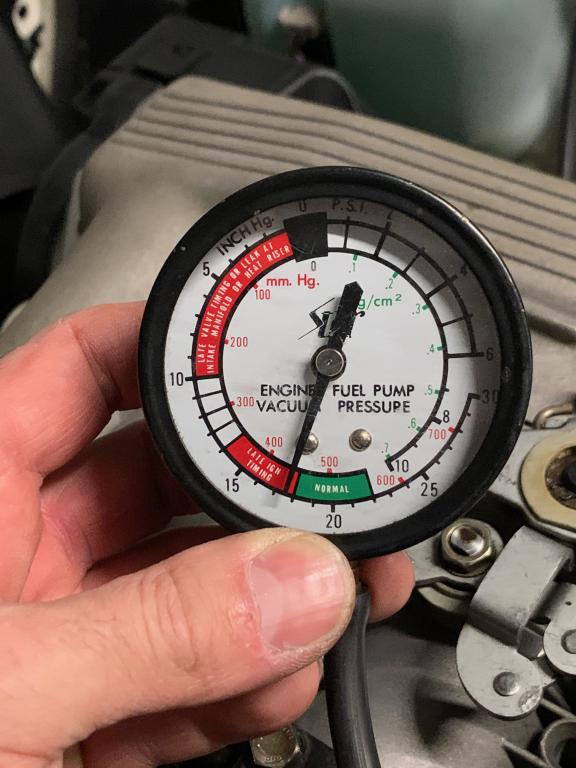 INCH Hg. 0 P.S.I.
4
5
6
8
10
10
15
20
25
30
LATE VALVE TIMING OR LEAK AT
INTAKE MANIFOLD OR HEAT RISER
0
mm. Hg.
100
200
300
400
500
600
700
.1
.2
.3
.4
.5
.6
.7
g/cm²
ENGINE FUEL PUMP
VACUUM PRESSURE
LATE IGN
TIMING
NORMAL